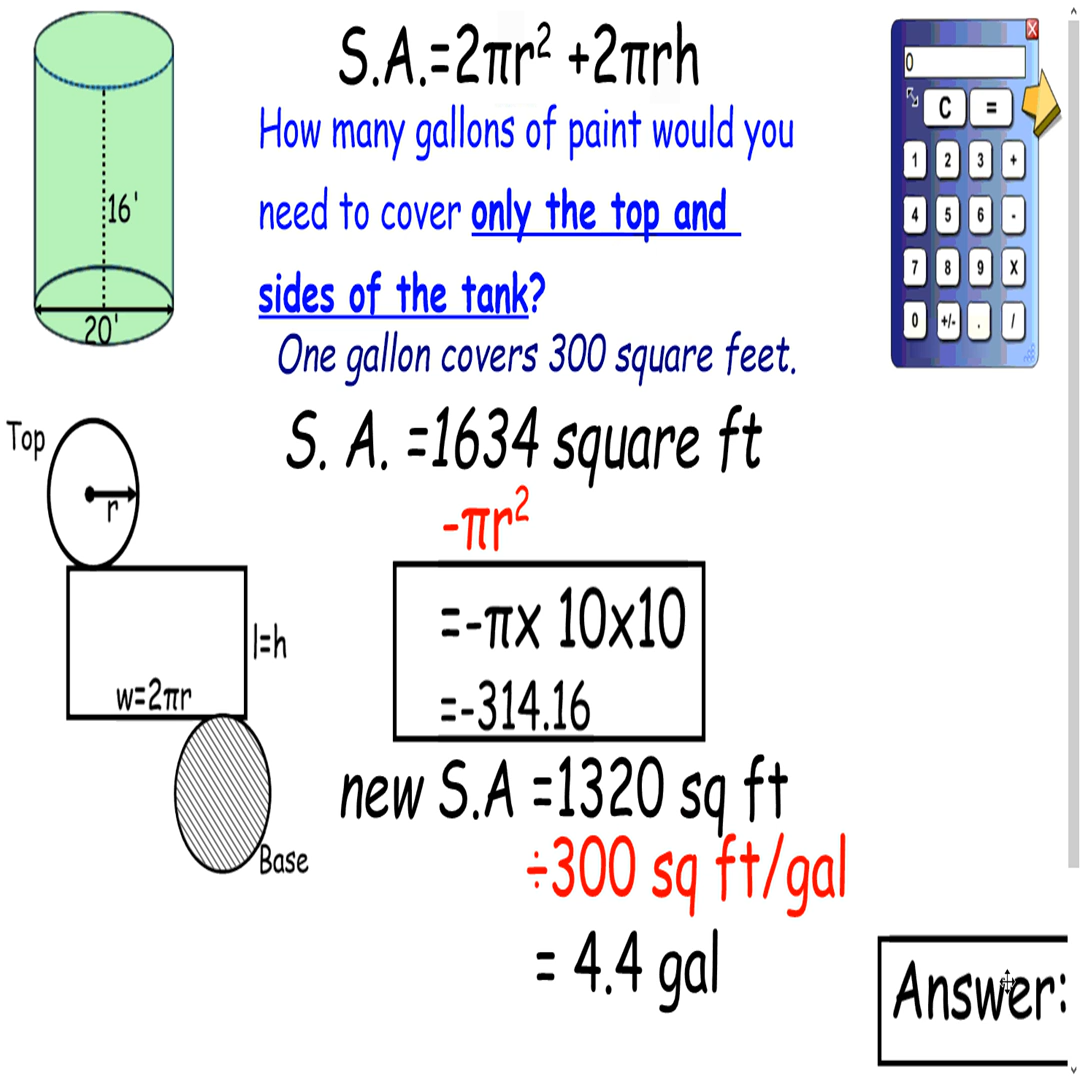 S.A.=2πr² +2πrh
How many gallons of paint would you
need to cover only the top and
sides of the tank?
One gallon covers 300 square feet.
16'
20'
0
C =
1 2 3 +
4 5 6 -
7 8 9 X
0 +/- . /
S. A. =1634 square ft
-πr²
=-πx 10x10
=-314.16
new S.A =1320 sq ft
÷300 sq ft/gal
= 4.4 gal
Top
r
l=h
w=2πr
Base
Answer: